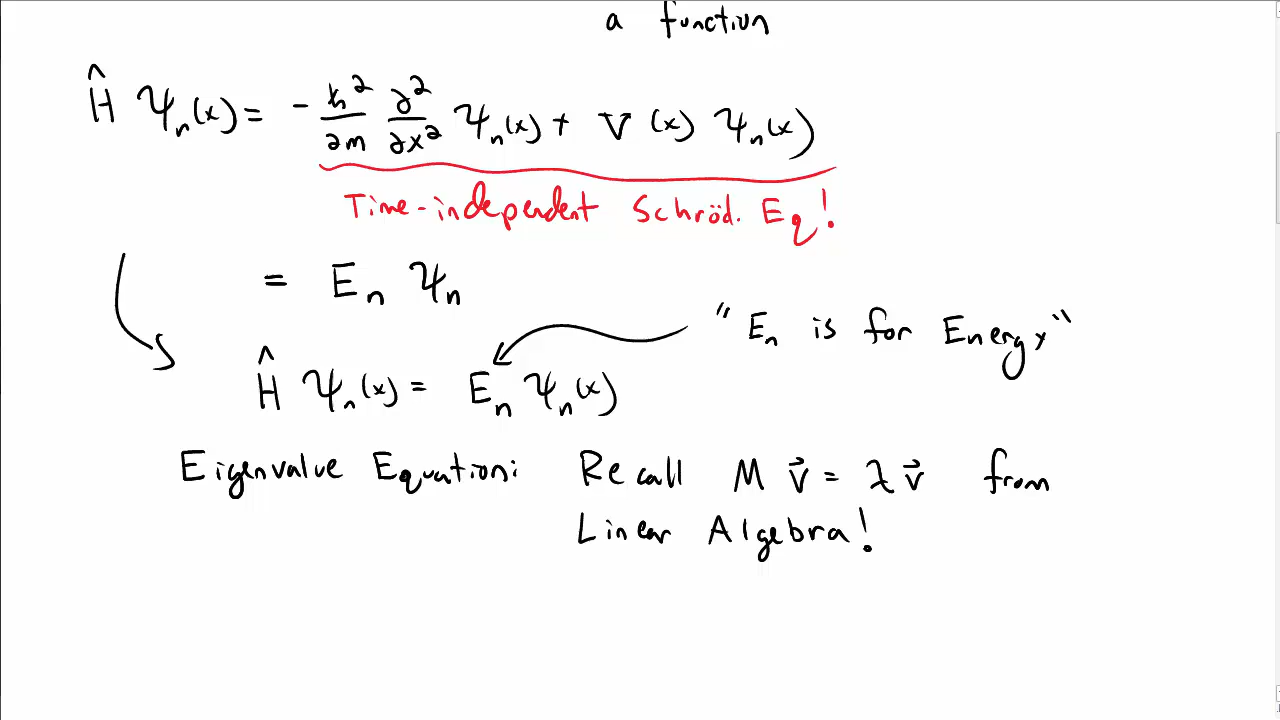 a function
Ĥ Ψₙ(x) = - ℏ²/2m ∂²/∂x² Ψₙ(x) + V(x) Ψₙ(x)
Time-independent Schröd. Eq!
= Eₙ Ψₙ
"Eₙ is for Energy"
Ĥ Ψₙ(x) = Eₙ Ψₙ(x)
Eigenvalue Equation: Recall M v⃗ = λ v⃗ from
Linear Algebra!